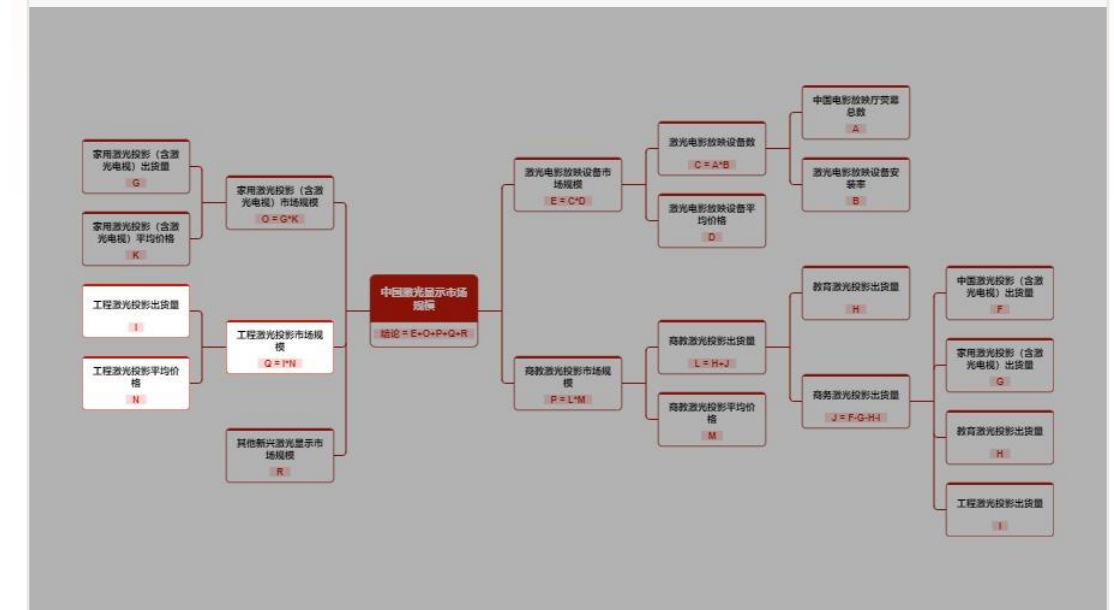 中国电影放映厅荧幕
总数
A
激光电影放映设备数
C = A*B
家用激光投影（含激
光电视）出货量
G
激光电影放映设备市
场规模
E = C*D
激光电影放映设备安
装率
B
家用激光投影（含激
光电视）市场规模
O = G*K
激光电影放映设备平
均价格
D
家用激光投影（含激
光电视）平均价格
K
中国激光显示市场
规模
结论 = E+O+P+Q+R
教育激光投影出货量
H
中国激光投影（含激
光电视）出货量
F
工程激光投影出货量
I
工程激光投影市场规
模
Q = I*N
商教激光投影出货量
L = H+J
家用激光投影（含激
光电视）出货量
G
工程激光投影平均价
格
N
商教激光投影市场规
模
P = L*M
商务激光投影出货量
J = F-G-H-I
商教激光投影平均价
格
M
教育激光投影出货量
H
其他新兴激光显示市
场规模
R
工程激光投影出货量
I